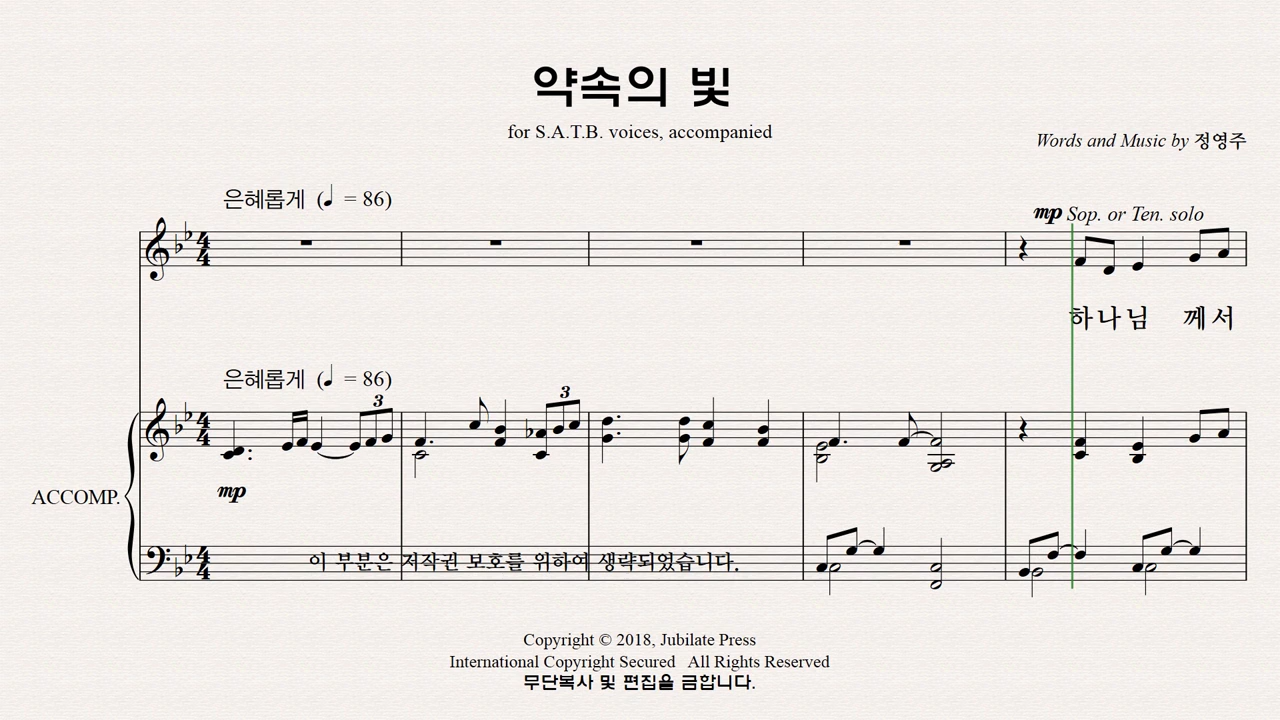 약속의 빛
for S.A.T.B. voices, accompanied
Words and Music by 정영주
은혜롭게 (♩ = 86)
mp Sop. or Ten. solo
하나님 께서
은혜롭게 (♩ = 86)
3
3
mp
ACCOMP.
이 부분은 저작권 보호를 위하여 생략되었습니다.
Copyright © 2018, Jubilate Press
International Copyright Secured All Rights Reserved
무단복사 및 편집을 금합니다.